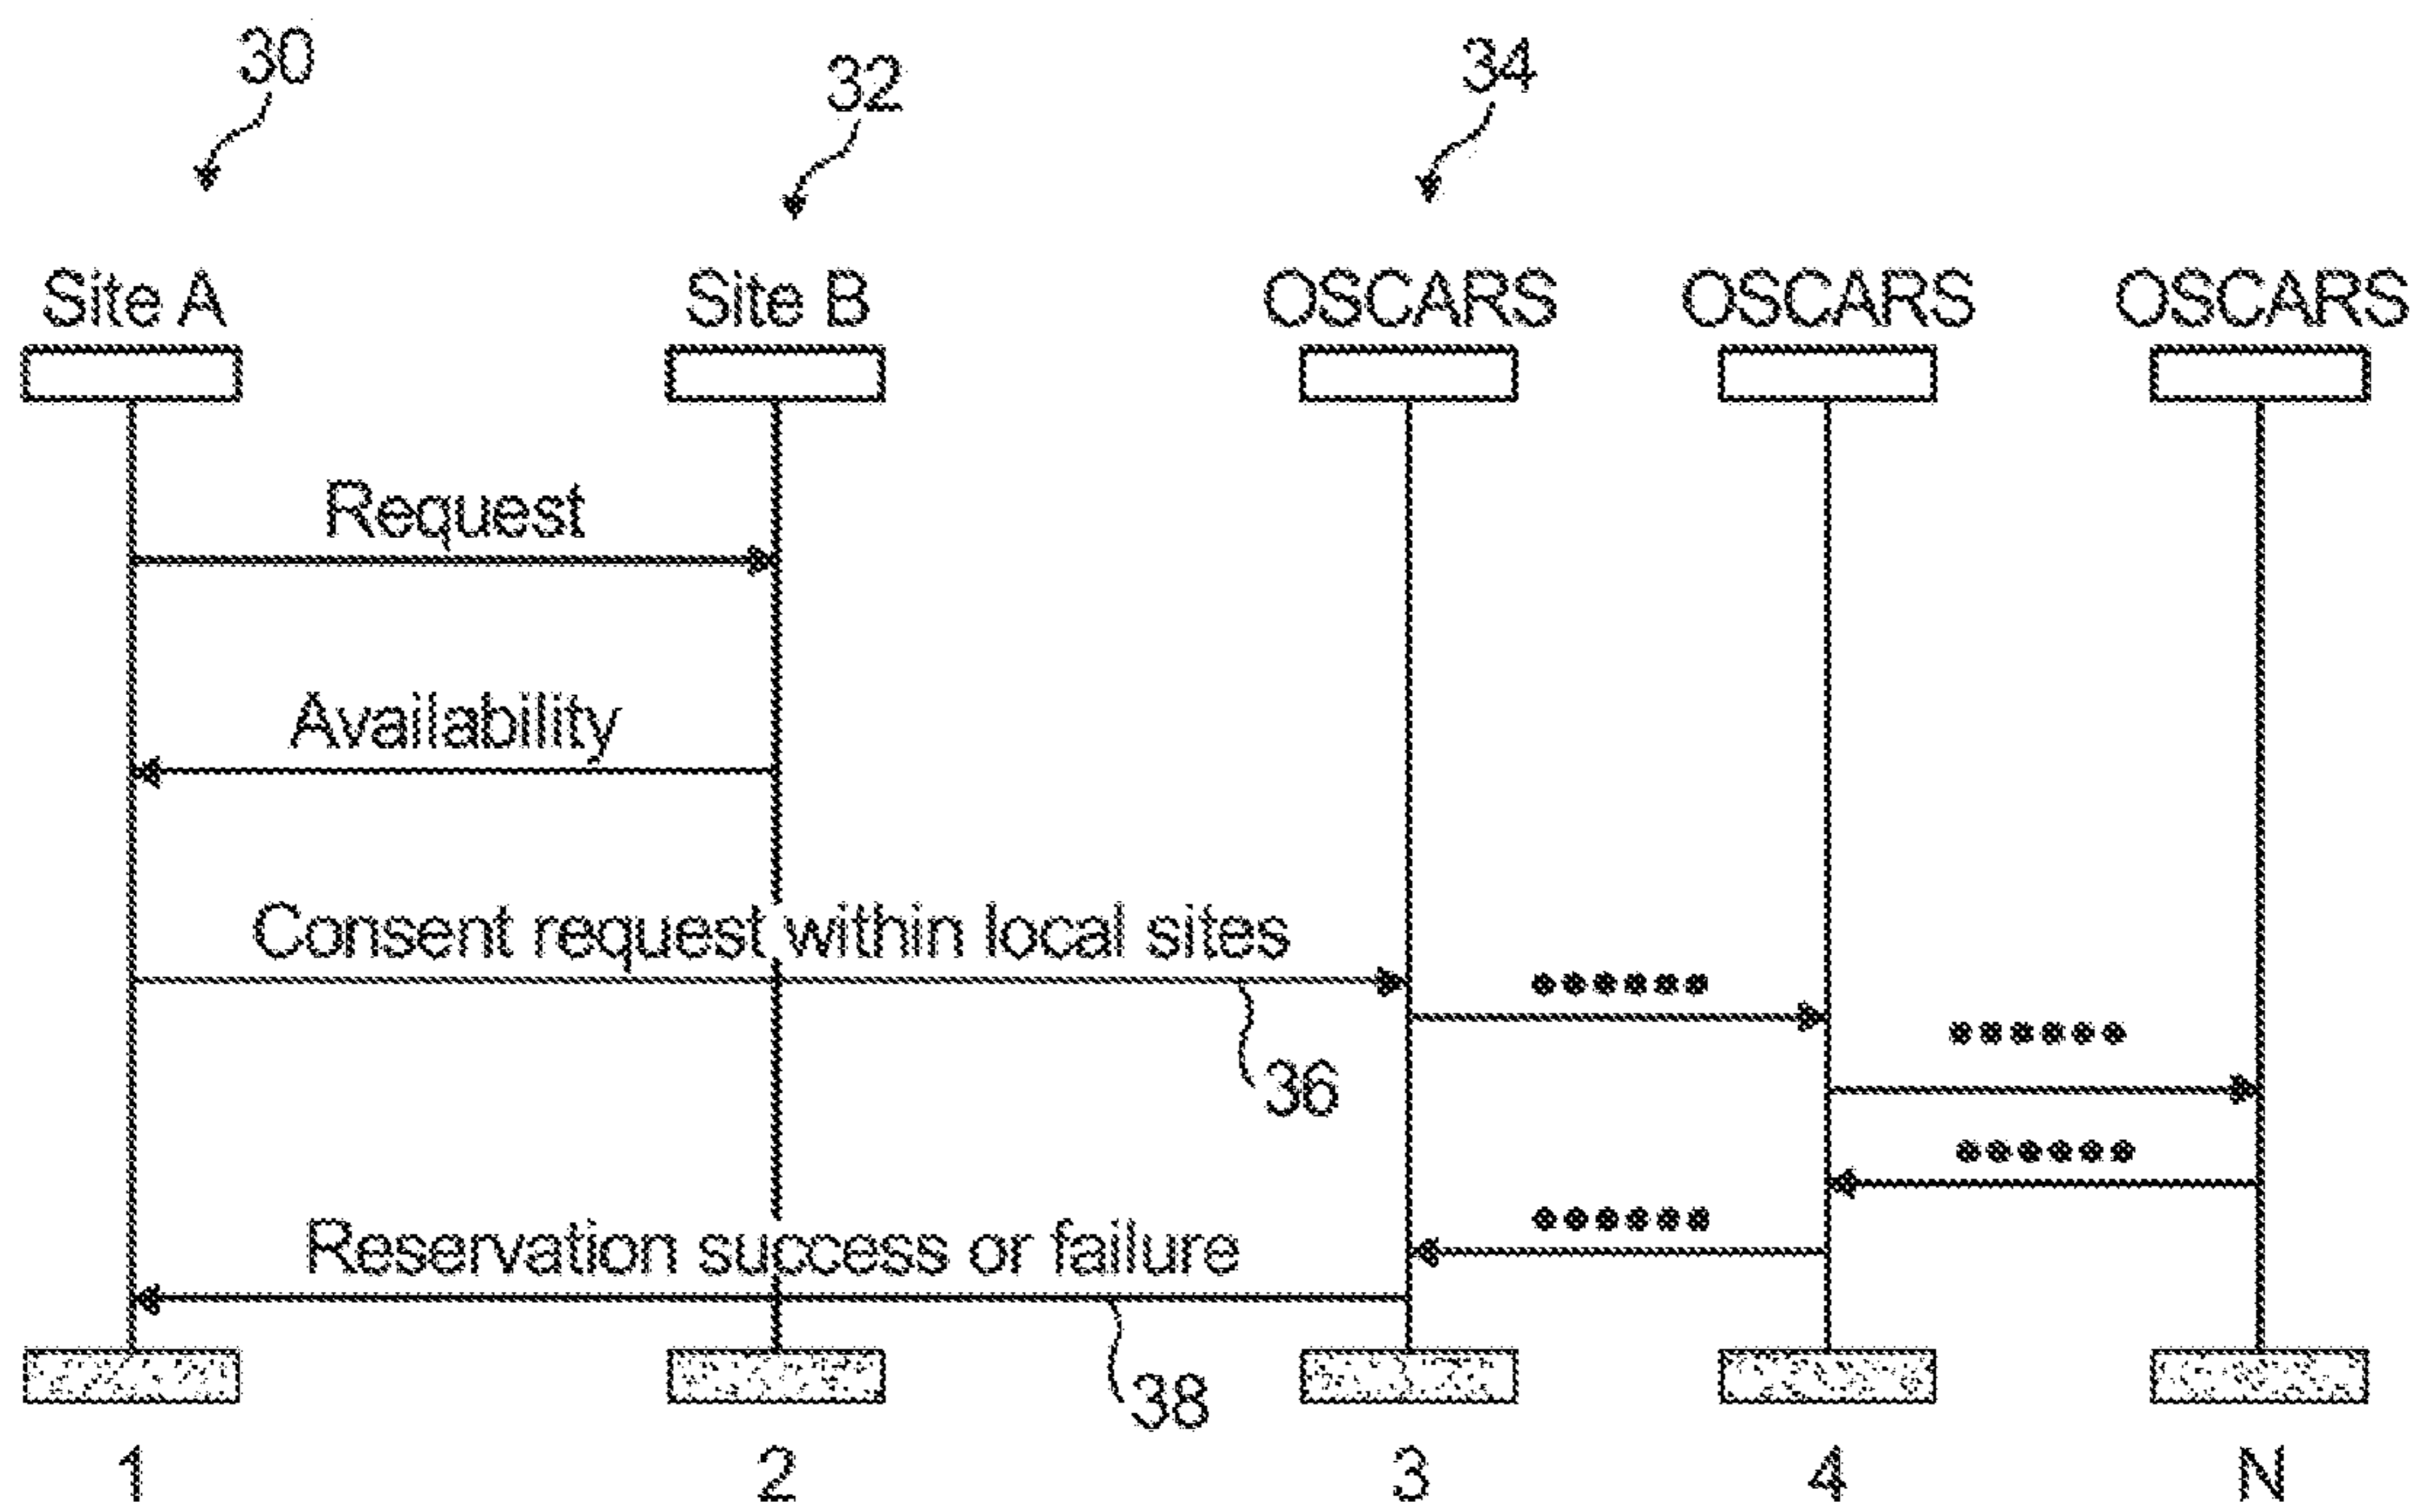 30
32
34
Site A
Site B
OSCARS
OSCARS
OSCARS
Request
Availability
Consent request within local sites
36
Reservation success or failure
38
1
2
3
4
N